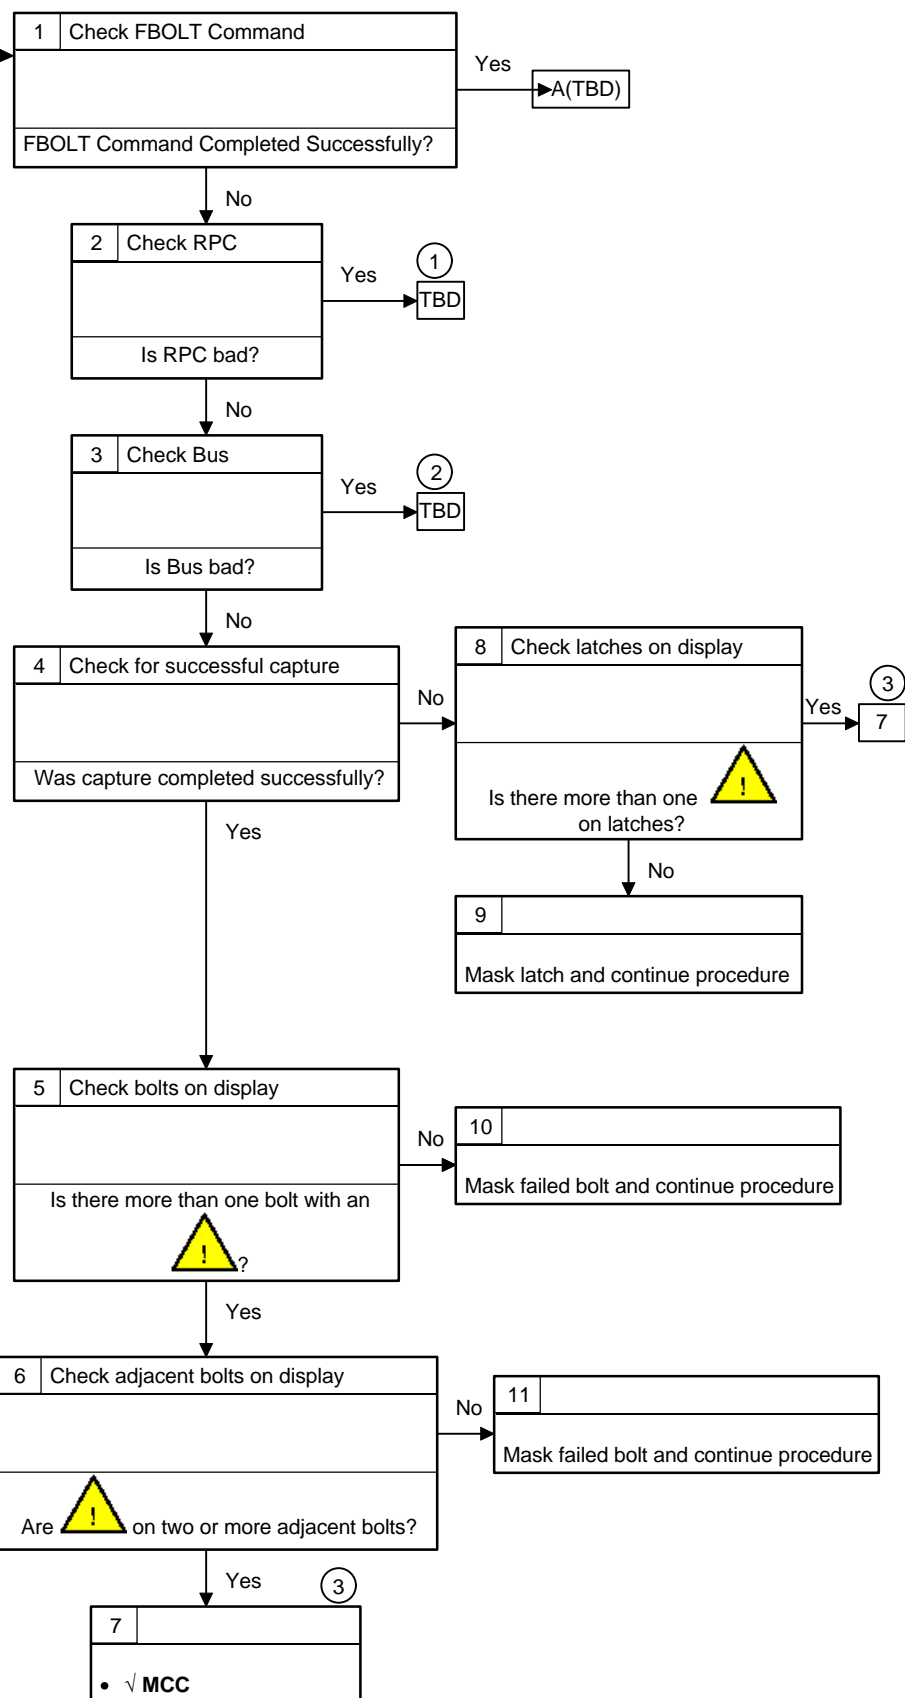 1 Check FBOLT Command
Yes
A(TBD)
FBOLT Command Completed Successfully?
No
2 Check RPC
Yes
1
TBD
Is RPC bad?
No
3 Check Bus
Yes
2
TBD
Is Bus bad?
No
4 Check for successful capture
No
8 Check latches on display
Yes
3
7
Was capture completed successfully?
Is there more than one !
on latches?
Yes
No
9
Mask latch and continue procedure
5 Check bolts on display
No
10
Mask failed bolt and continue procedure
Is there more than one bolt with an
! ?
Yes
6 Check adjacent bolts on display
No
11
Mask failed bolt and continue procedure
Are ! on two or more adjacent bolts?
Yes
3
7
• √ MCC